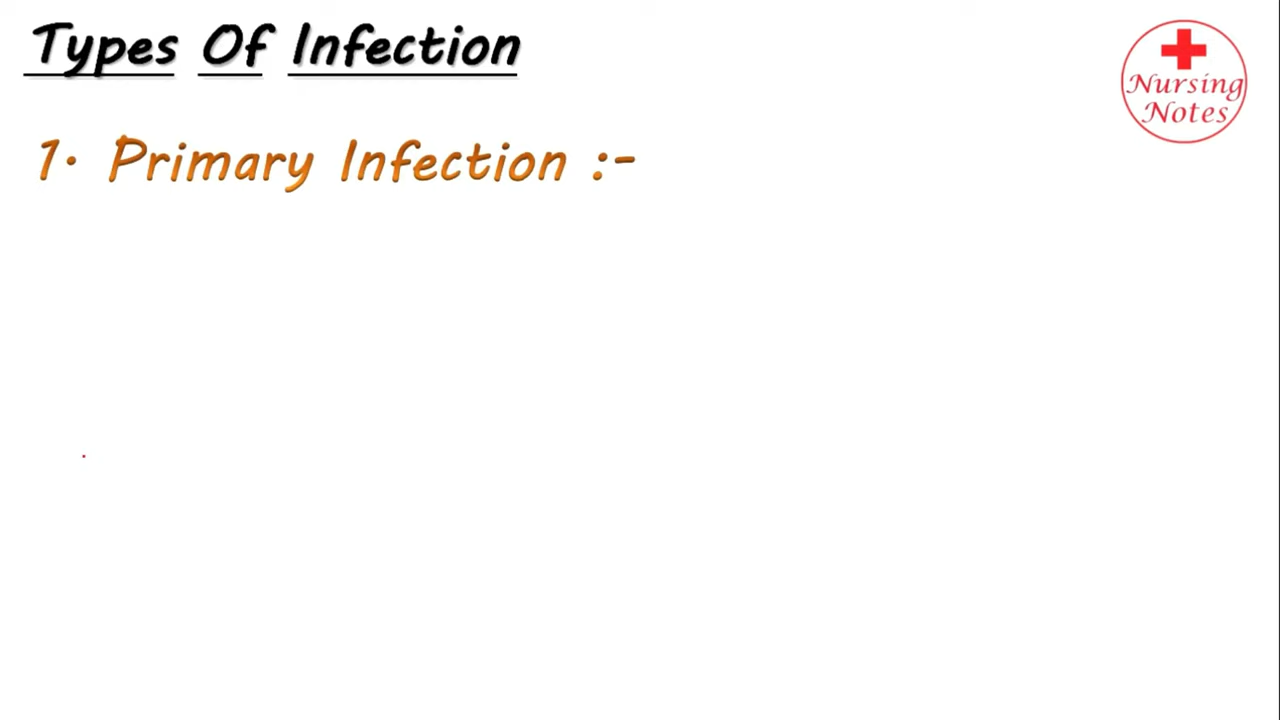 Types Of Infection
Nursing
Notes
1. Primary Infection :-